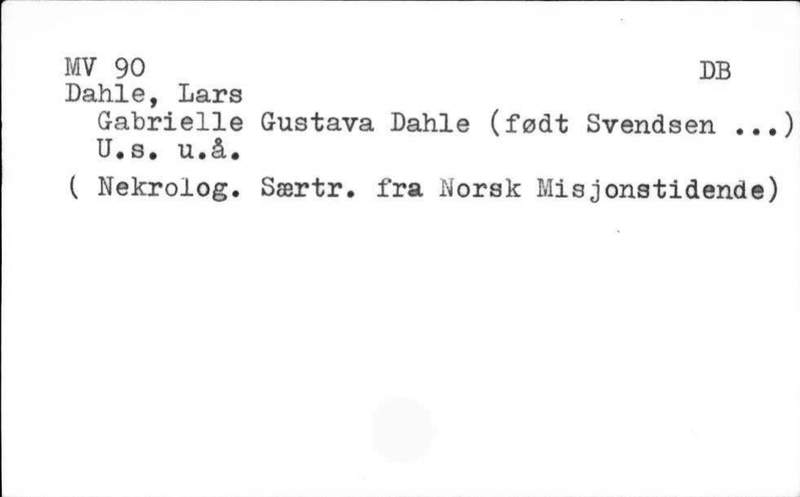 MV 90 DB
Dahle, Lars
Gabrielle Gustava Dahle (født Svendsen ...)
U.s. u.å.
( Nekrolog. Særtr. fra Norsk Misjonstidende)